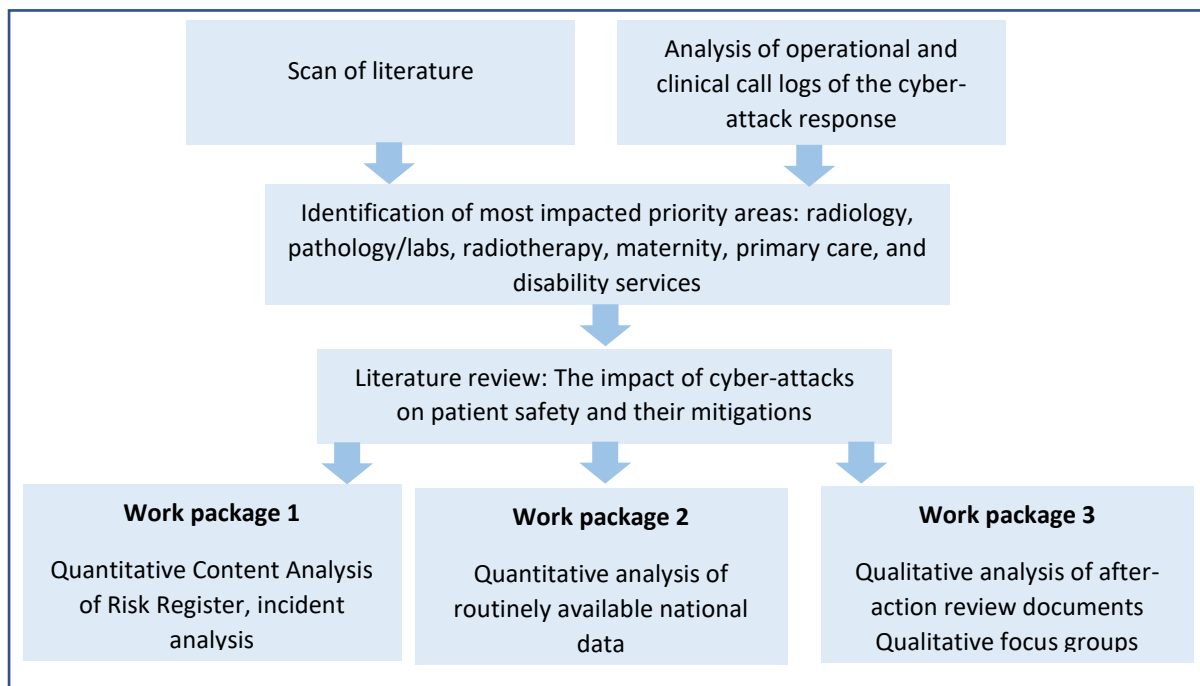 Scan of literature
Analysis of operational and
clinical call logs of the cyber-
attack response
Identification of most impacted priority areas: radiology,
pathology/labs, radiotherapy, maternity, primary care, and
disability services
Literature review: The impact of cyber-attacks
on patient safety and their mitigations
Work package 1
Quantitative Content Analysis
of Risk Register, incident
analysis
Work package 2
Quantitative analysis of
routinely available national
data
Work package 3
Qualitative analysis of after-
action review documents
Qualitative focus groups